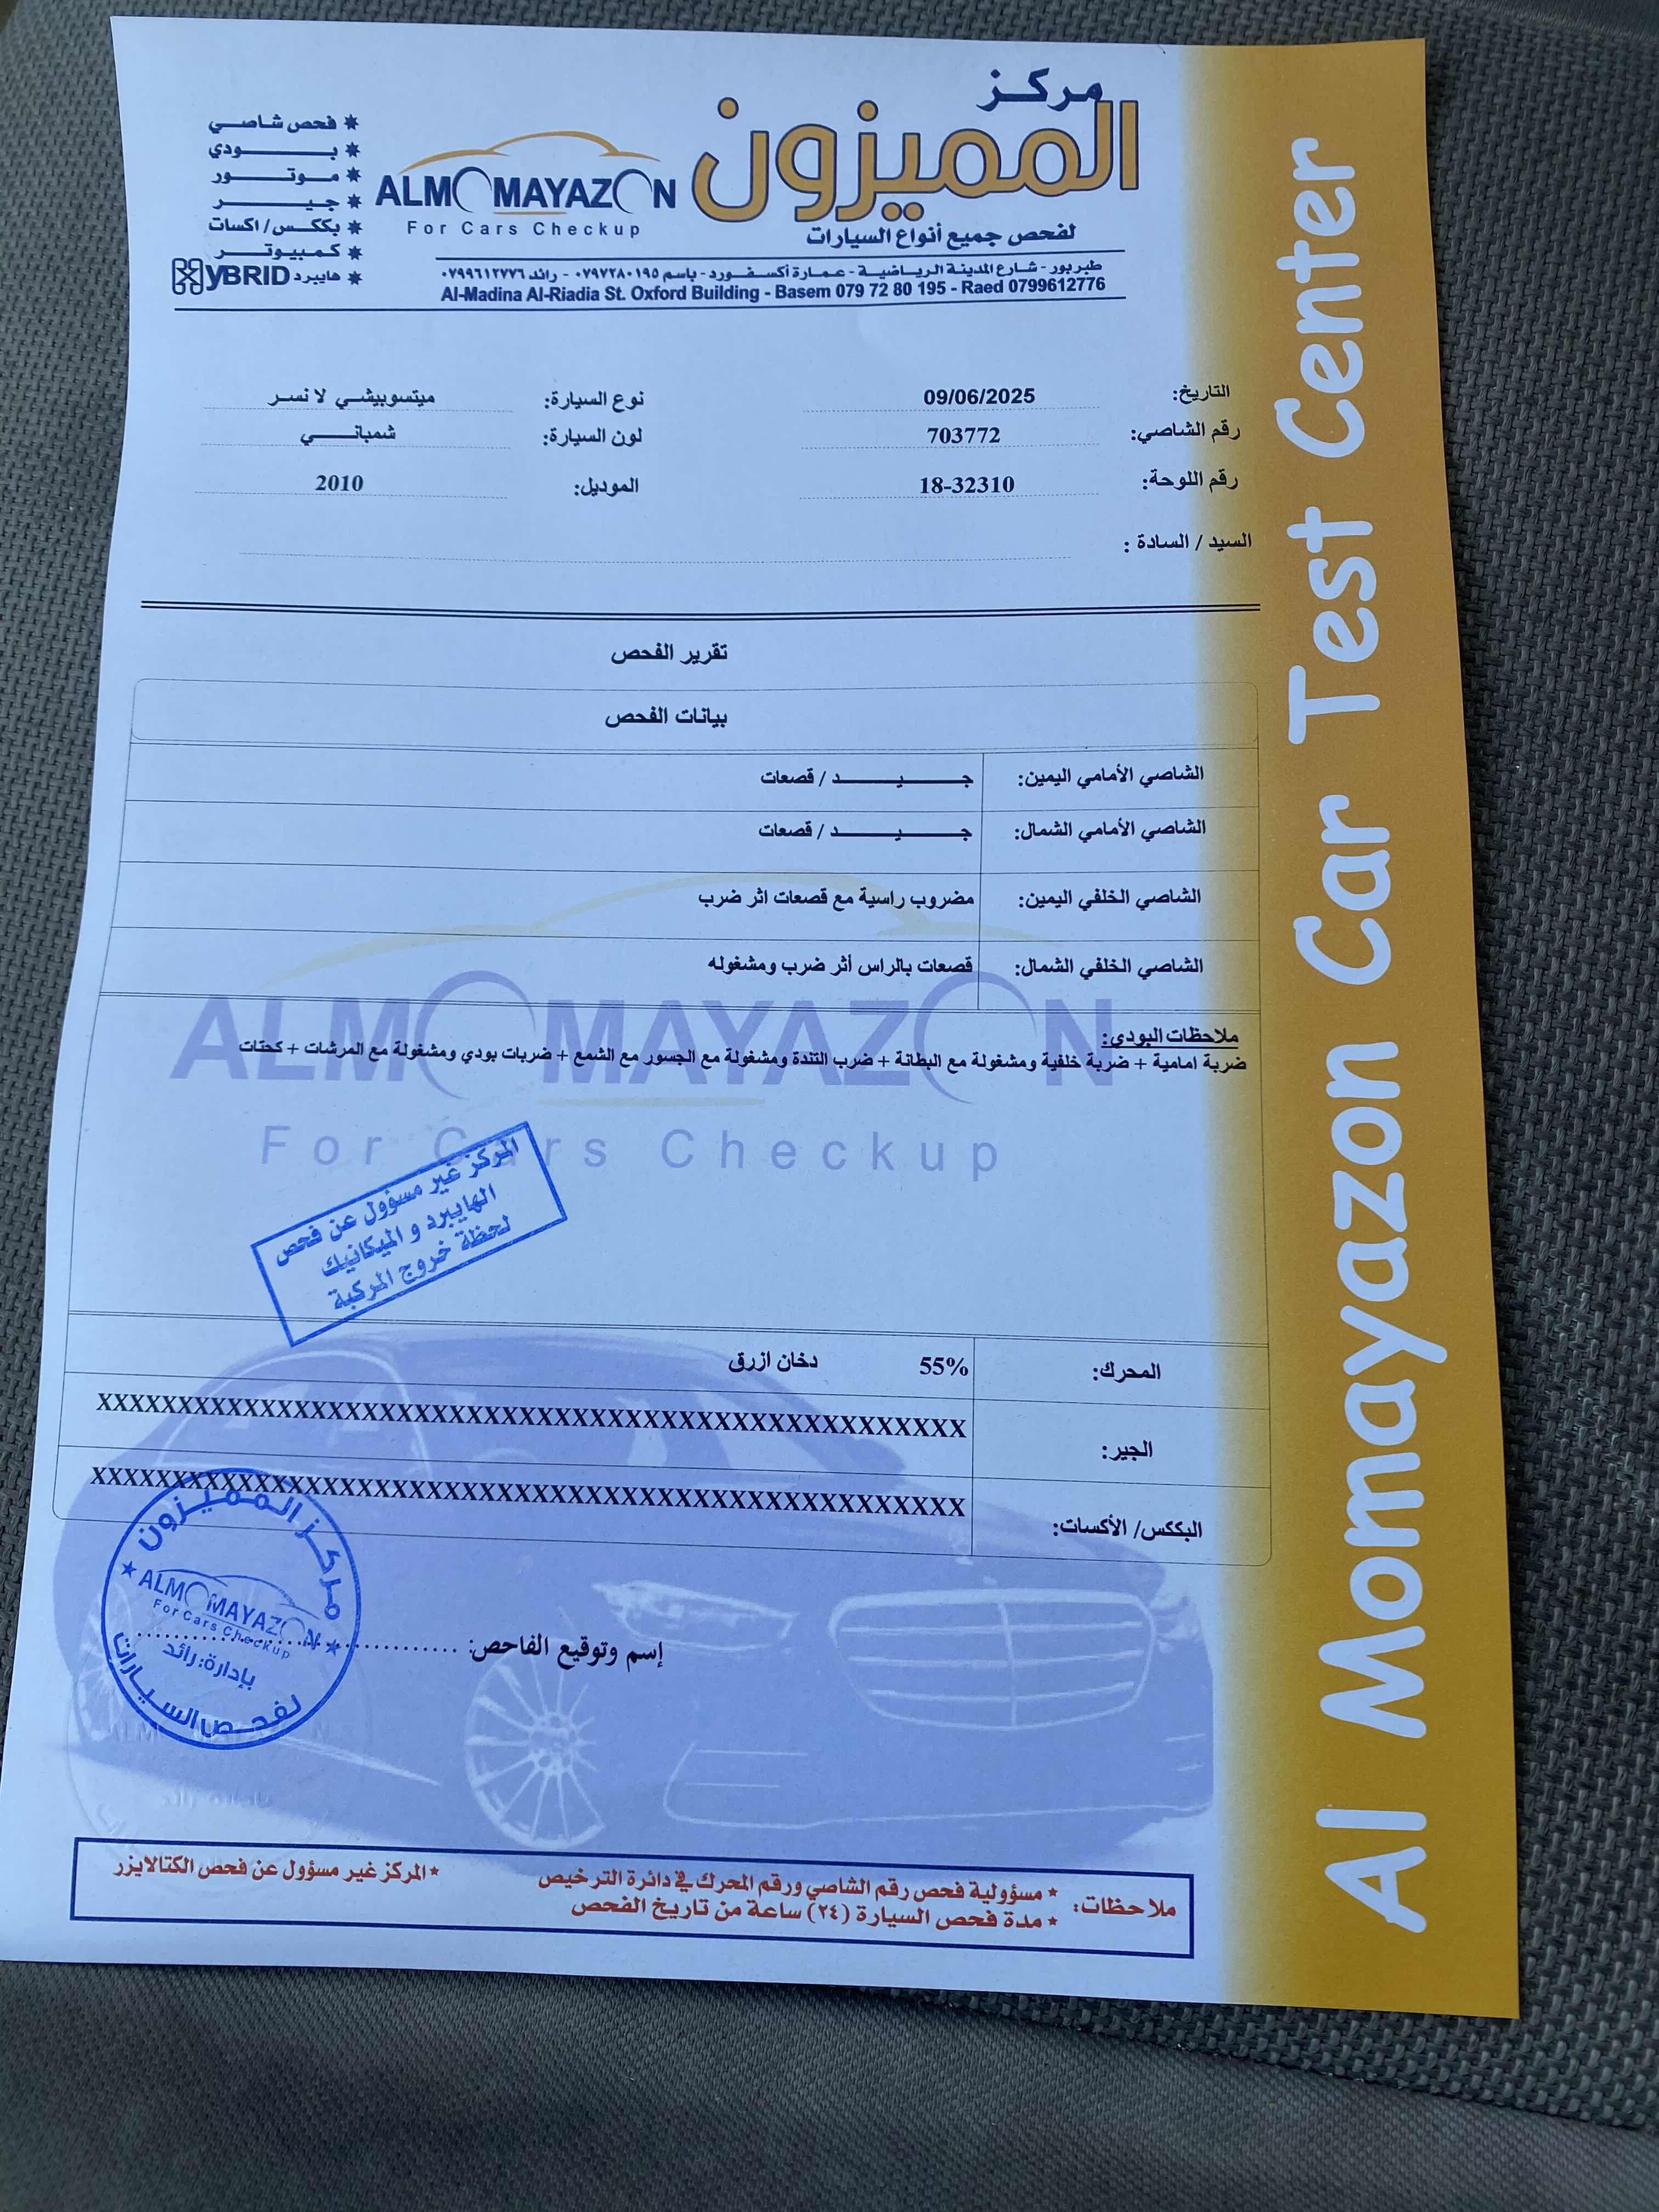 مركز
المميزون
لفحص جميع أنواع السيارات
ALMOMAYAZON
For Cars Checkup
* فحص شاصي
* بودي
* موتور
* جير
* بككس/اكسات
* كمبيوتر
* هايبرد HYBRID
طبربور - شارع المدينة الرياضية - عمارة أكسفورد - باسم ٠٧٩٧٢٨٠١٩٥ - رائد ٠٧٩٩٦١٢٧٧٦
Al-Madina Al-Riadia St. Oxford Building - Basem 079 72 80 195 - Raed 0799612776
التاريخ: 09/06/2025 نوع السيارة: ميتسوبيشي لانسر
رقم الشاصي: 703772 لون السيارة: شمباني
رقم اللوحة: 18-32310 الموديل: 2010
السيد / السادة :
تقرير الفحص
بيانات الفحص
الشاصي الأمامي اليمين: جيد / قصعات
الشاصي الأمامي الشمال: جيد / قصعات
الشاصي الخلفي اليمين: مضروب راسية مع قصعات اثر ضرب
الشاصي الخلفي الشمال: قصعات بالراس أثر ضرب ومشغوله
ملاحظات البودي:
ضربة امامية + ضربة خلفية ومشغولة مع البطانة + ضرب التندة ومشغولة مع الجسور مع الشمع + ضربات بودي ومشغولة مع المرشات + كحتات
ALMOMAYAZON
For Cars Checkup
المركز غير مسؤول عن فحص
الهايبرد و الميكانيك
لحظة خروج المركبة
المحرك: 55% دخان ازرق
الجير: XXXXXXXXXXXXXXXXXXXXXXXXXXXXXXXXXXXXXXXXXXXXXXXXXXXX
البككس/ الأكسات: XXXXXXXXXXXXXXXXXXXXXXXXXXXXXXXXXXXXXXXXXXXXXXXXXXXX
إسم وتوقيع الفاحص:
مركز المميزون
ALMOMAYAZON
For Cars Checkup
بإدارة: رائد
لفحص السيارات
ملاحظات: * مسؤولية فحص رقم الشاصي ورقم المحرك في دائرة الترخيص *المركز غير مسؤول عن فحص الكتالايزر
* مدة فحص السيارة (٢٤) ساعة من تاريخ الفحص
Al Momayazon Car Test Center